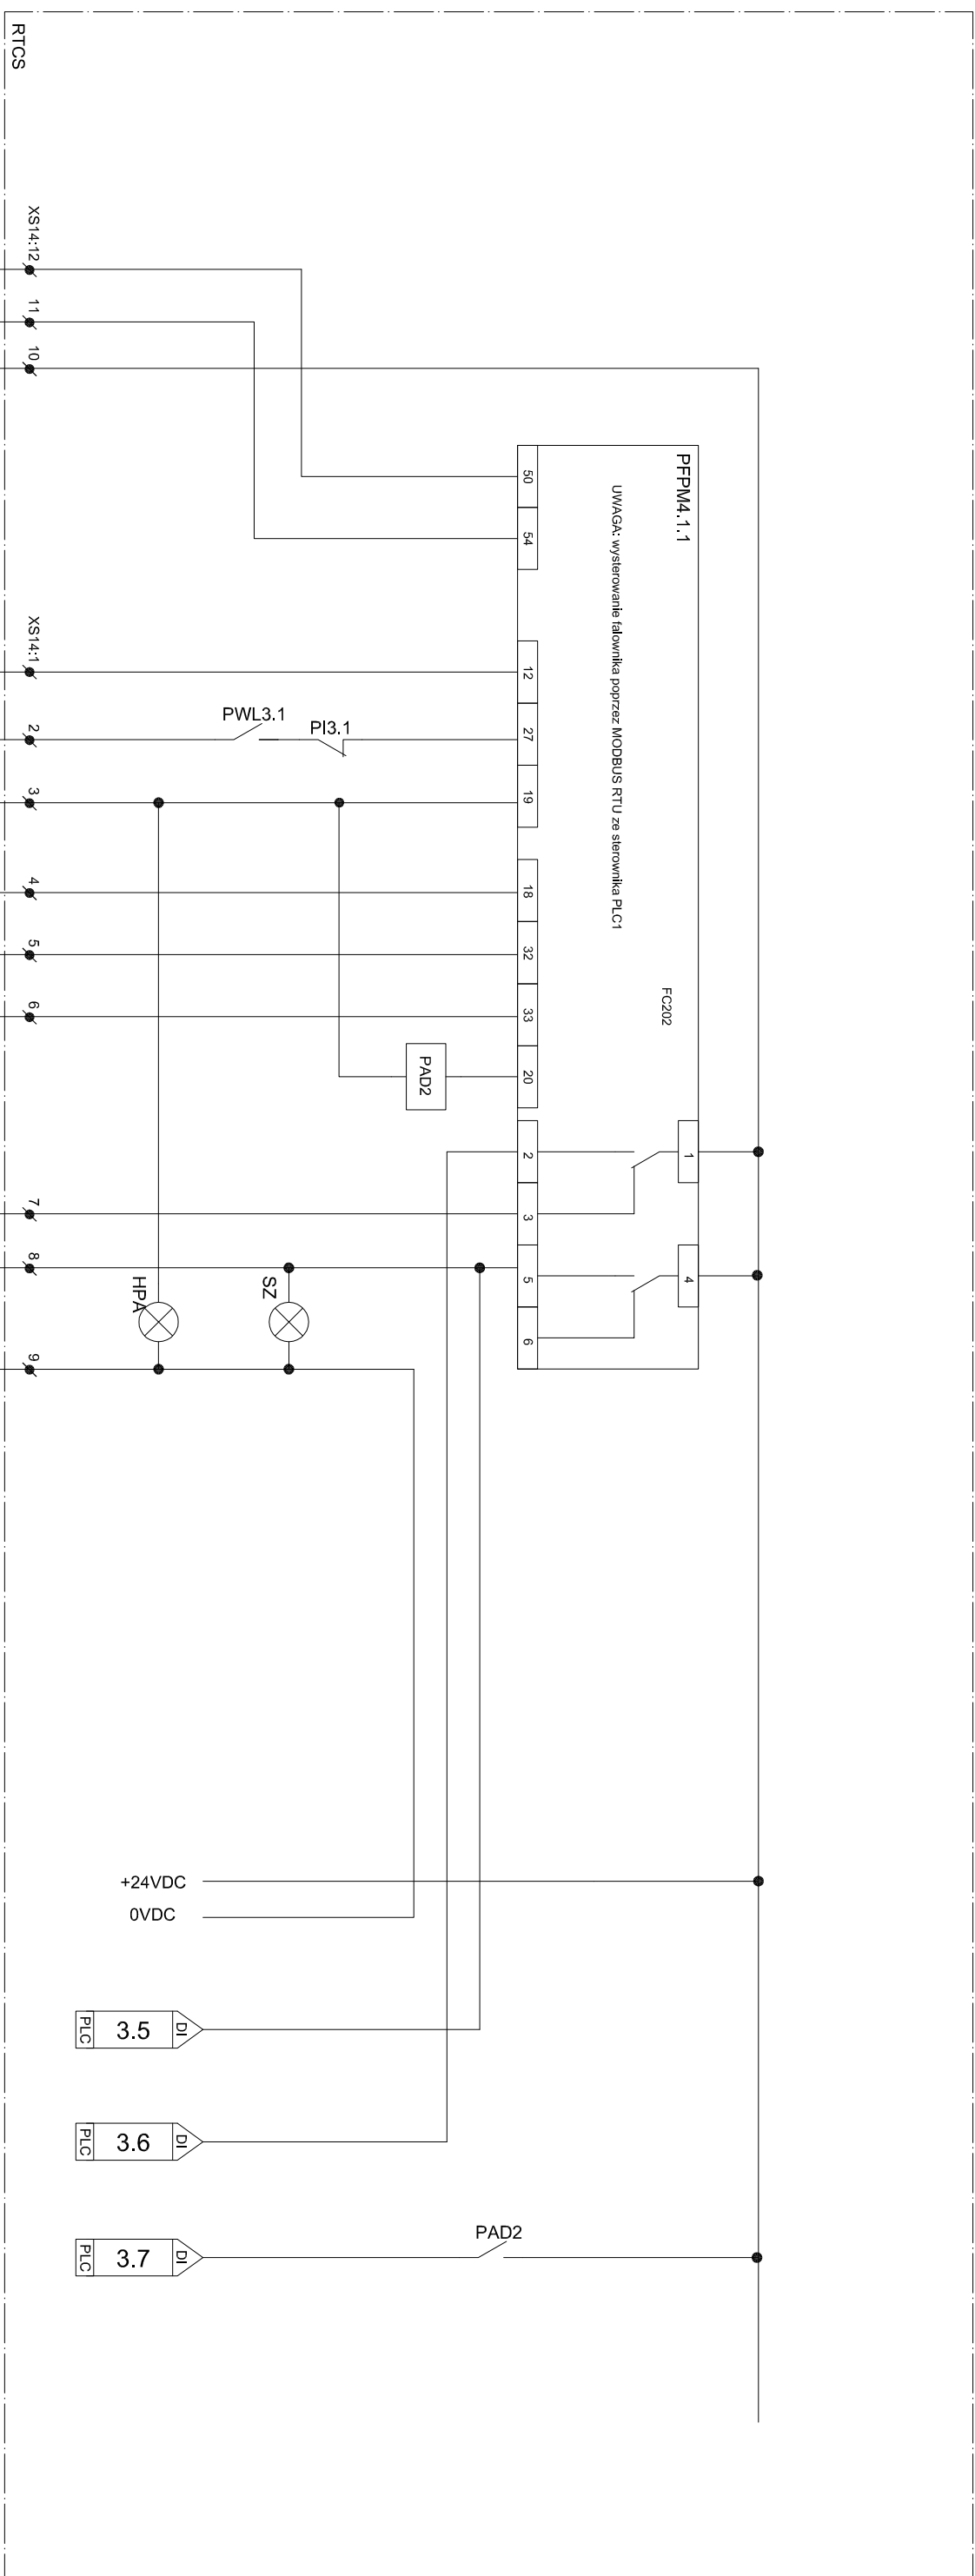 RTCS
XS14:12
11
10
PFPM4.1.1
UWAGA: wysterowanie falownika poprzez MODBUS RTU ze sterownika PLC1
FC202
50
54
12
27
19
18
32
33
20
2
3
5
6
1
4
XS14:1
2
3
4
5
6
7
8
9
PWL3.1
PI3.1
PAD2
HPA
SZ
+24VDC
0VDC
PLC 3.5 DI
PLC 3.6 DI
PLC 3.7 DI
PAD2